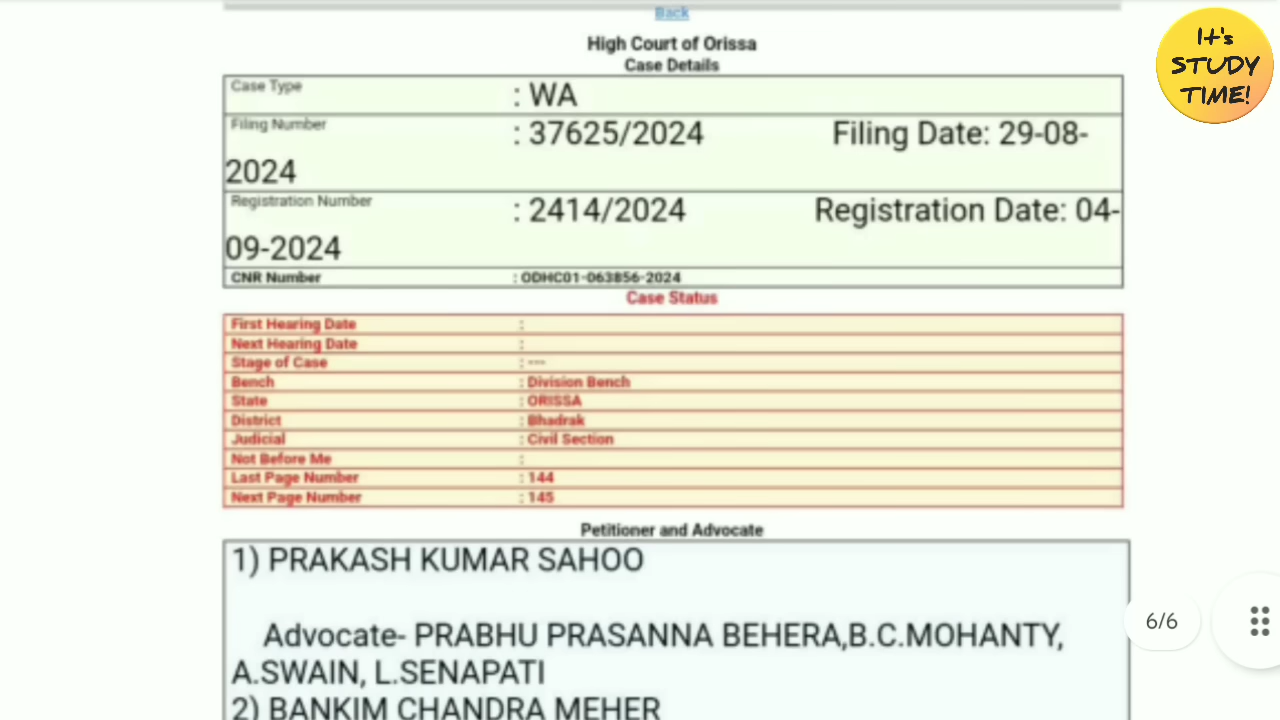 Back
It's
STUDY
TIME!
High Court of Orissa
Case Details
Case Type : WA
Filing Number : 37625/2024 Filing Date: 29-08-
2024
Registration Number : 2414/2024 Registration Date: 04-
09-2024
CNR Number : ODHC01-063856-2024
Case Status
First Hearing Date :
Next Hearing Date :
Stage of Case : ---
Bench : Division Bench
State : ORISSA
District : Bhadrak
Judicial : Civil Section
Not Before Me :
Last Page Number : 144
Next Page Number : 145
Petitioner and Advocate
1) PRAKASH KUMAR SAHOO
Advocate- PRABHU PRASANNA BEHERA,B.C.MOHANTY,
A.SWAIN, L.SENAPATI
6/6
2) BANKIM CHANDRA MEHER